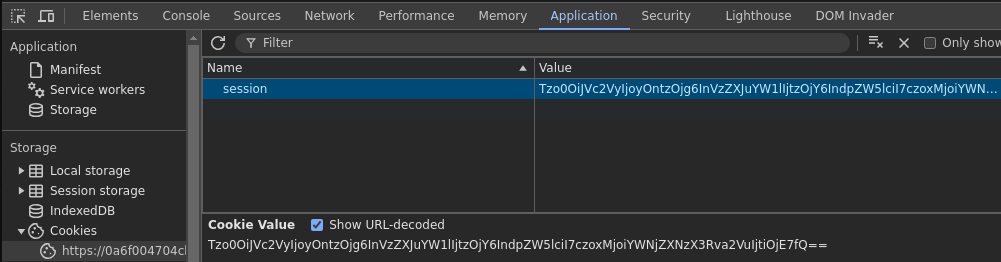 Elements Console Sources Network Performance Memory Application Security Lighthouse DOM Invader
Application
Manifest
Service workers
Storage
Storage
Local storage
Session storage
IndexedDB
Cookies
https://0a6f004704cl
Filter
Only show
Name Value
session Tzo0OiJVc2VyIjoyOntzOjg6InVzZXJuYW1lIjtzOjY6IndpZW5lciI7czoxMjoiYWN...
Cookie Value Show URL-decoded
Tzo0OiJVc2VyIjoyOntzOjg6InVzZXJuYW1lIjtzOjY6IndpZW5lciI7czoxMjoiYWNjZXNzX3Rva2VuIjtiOjE7fQ==